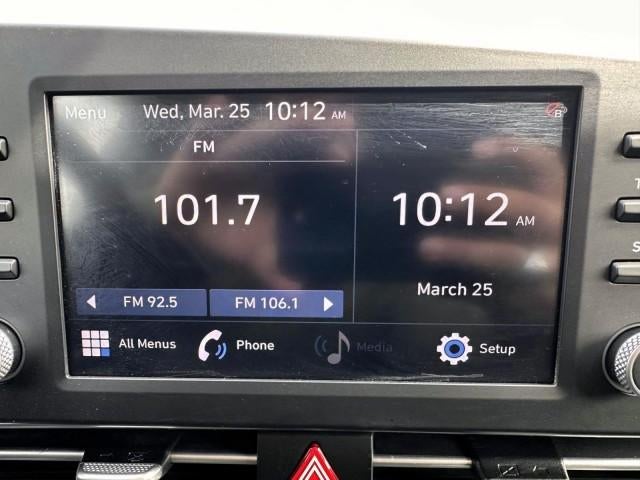 Menu Wed, Mar. 25 10:12 AM
FM
101.7
10:12 AM
March 25
FM 92.5 FM 106.1
All Menus Phone Media Setup